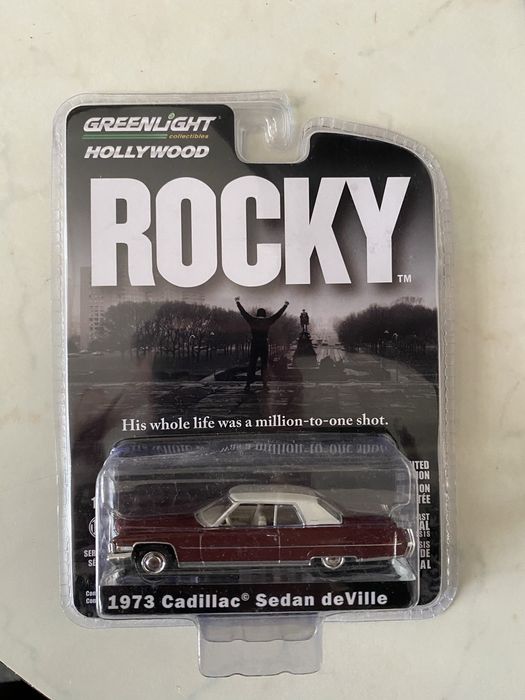 GREENLIGHT
collectibles
HOLLYWOOD
ROCKY
TM
His whole life was a million-to-one shot.
1973 Cadillac© Sedan deVille